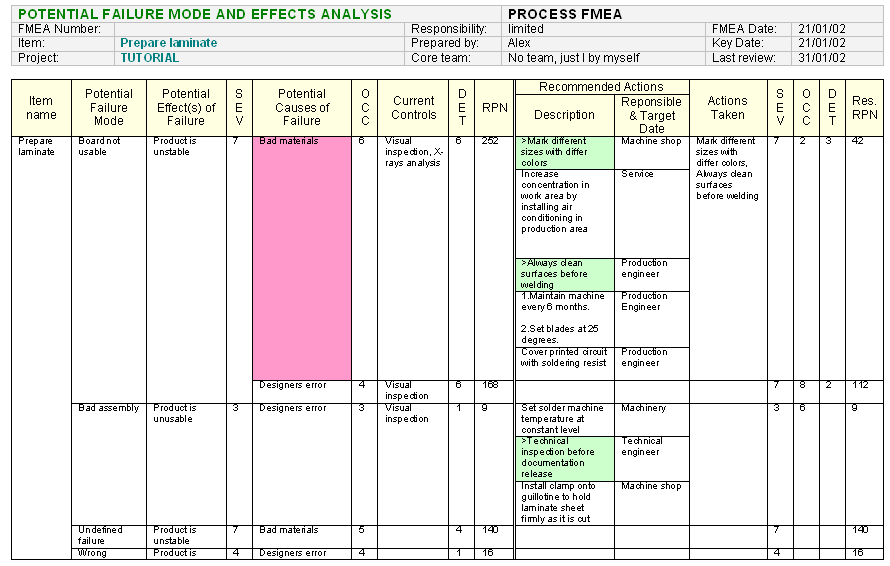 POTENTIAL FAILURE MODE AND EFFECTS ANALYSIS PROCESS FMEA
FMEA Number: Responsibility: limited FMEA Date: 21/01/02
Item: Prepare laminate Prepared by: Alex Key Date: 21/01/02
Project: TUTORIAL Core team: No team, just I by myself Last review: 31/01/02
Item name
Potential Failure Mode
Potential Effect(s) of Failure
SEV
Potential Causes of Failure
OCC
Current Controls
DET
RPN
Recommended Actions
Description
Reponsible & Target Date
Actions Taken
SEV
OCC
DET
Res. RPN
Prepare laminate
Board not usable
Product is unstable
7
Bad materials
6
Visual inspection, X-rays analysis
6
252
>Mark different sizes with differ colors
Machine shop
Mark different sizes with differ colors, Always clean surfaces before welding
7
2
3
42
Increase concentration in work area by installing air conditioning in production area
Service
>Always clean surfaces before welding
Production engineer
1.Maintain machine every 6 months.
2.Set blades at 25 degrees.
Production Engineer
Cover printed circuit with soldering resist
Production engineer
Designers error
4
Visual inspection
6
168
7
8
2
112
Bad assembly
Product is unusable
3
Designers error
3
Visual inspection
1
9
Set solder machine temperature at constant level
Machinery
3
6
9
>Technical inspection before documentation release
Technical engineer
Install clamp onto guillotine to hold laminate sheet firmly as it is cut
Machine shop
Undefined failure
Product is unstable
7
Bad materials
5
4
140
7
140
Wrong
Product is
4
Designers error
4
1
16
4
16